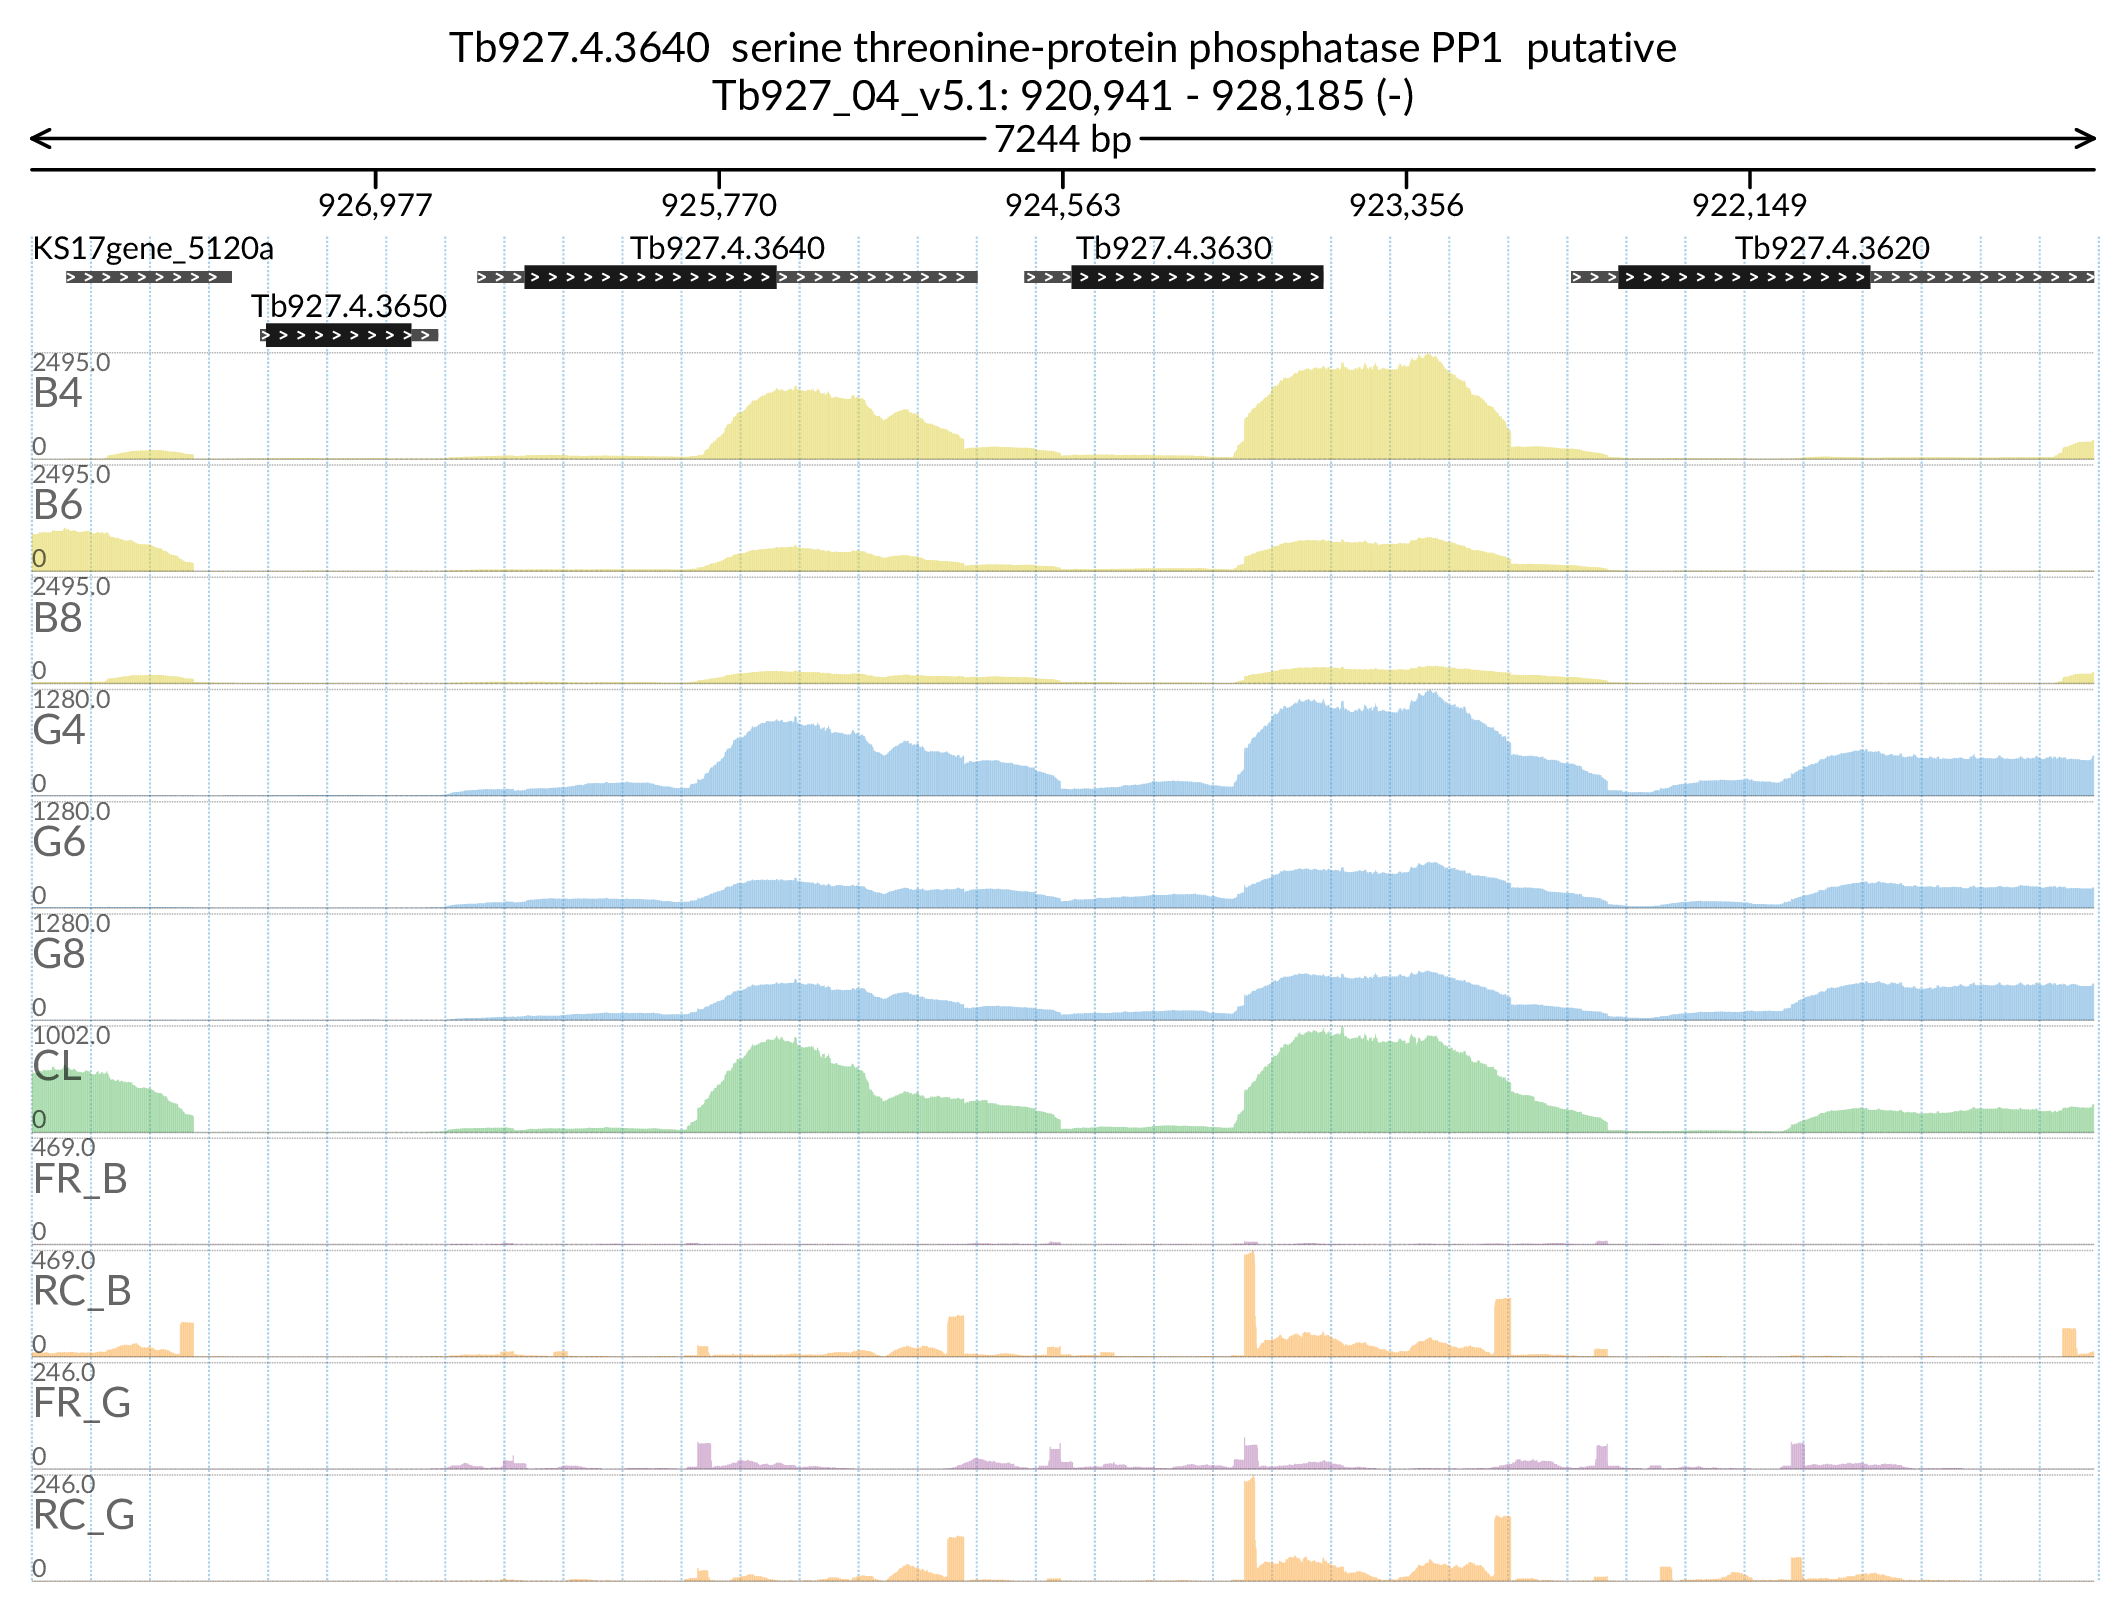 Tb927.4.3640  serine threonine-protein phosphatase PP1  putative
Tb927_04_v5.1: 920,941 - 928,185 (-)
7244 bp
926,977 925,770 924,563 923,356 922,149
KS17gene_5120a Tb927.4.3640 Tb927.4.3630 Tb927.4.3620
Tb927.4.3650
2495.0
B4
0
2495.0
B6
0
2495.0
B8
0
1280.0
G4
0
1280.0
G6
0
1280.0
G8
0
1002.0
CL
0
469.0
FR_B
0
469.0
RC_B
0
246.0
FR_G
0
246.0
RC_G
0